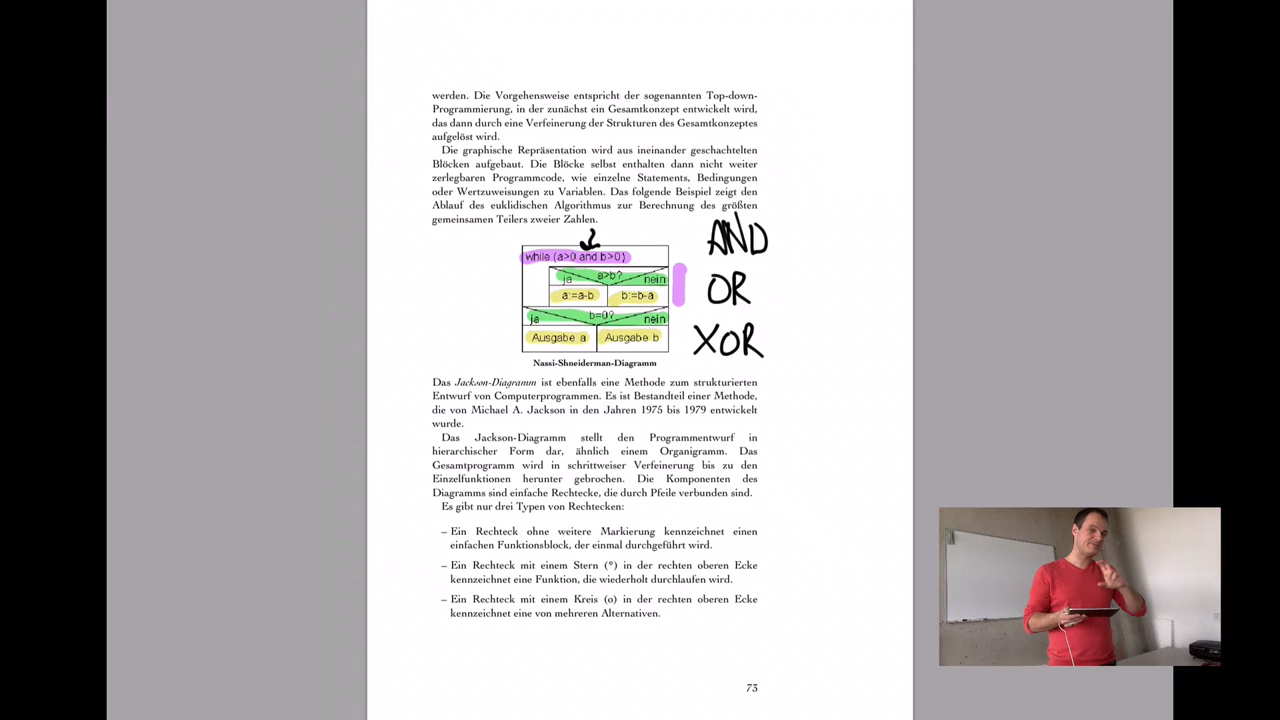 werden. Die Vorgehensweise entspricht der sogenannten Top-down-
Programmierung, in der zunächst ein Gesamtkonzept entwickelt wird,
das dann durch eine Verfeinerung der Strukturen des Gesamtkonzeptes
aufgelöst wird.
Die graphische Repräsentation wird aus ineinander geschachtelten
Blöcken aufgebaut. Die Blöcke selbst enthalten dann nicht weiter
zerlegbaren Programmcode, wie einzelne Statements, Bedingungen
oder Wertzuweisungen zu Variablen. Das folgende Beispiel zeigt den
Ablauf des euklidischen Algorithmus zur Berechnung des größten
gemeinsamen Teilers zweier Zahlen.
while (a>0 and b>0)
ja a>b? nein
a:=a-b b:=b-a
ja b=0? nein
Ausgabe a Ausgabe b
AND
OR
XOR
Nassi-Shneiderman-Diagramm
Das Jackson-Diagramm ist ebenfalls eine Methode zum strukturierten
Entwurf von Computerprogrammen. Es ist Bestandteil einer Methode,
die von Michael A. Jackson in den Jahren 1975 bis 1979 entwickelt
wurde.
Das Jackson-Diagramm stellt den Programmentwurf in
hierarchischer Form dar, ähnlich einem Organigramm. Das
Gesamtprogramm wird in schrittweiser Verfeinerung bis zu den
Einzelfunktionen herunter gebrochen. Die Komponenten des
Diagramms sind einfache Rechtecke, die durch Pfeile verbunden sind.
Es gibt nur drei Typen von Rechtecken:
– Ein Rechteck ohne weitere Markierung kennzeichnet einen
einfachen Funktionsblock, der einmal durchgeführt wird.
– Ein Rechteck mit einem Stern (*) in der rechten oberen Ecke
kennzeichnet eine Funktion, die wiederholt durchlaufen wird.
– Ein Rechteck mit einem Kreis (o) in der rechten oberen Ecke
kennzeichnet eine von mehreren Alternativen.
73